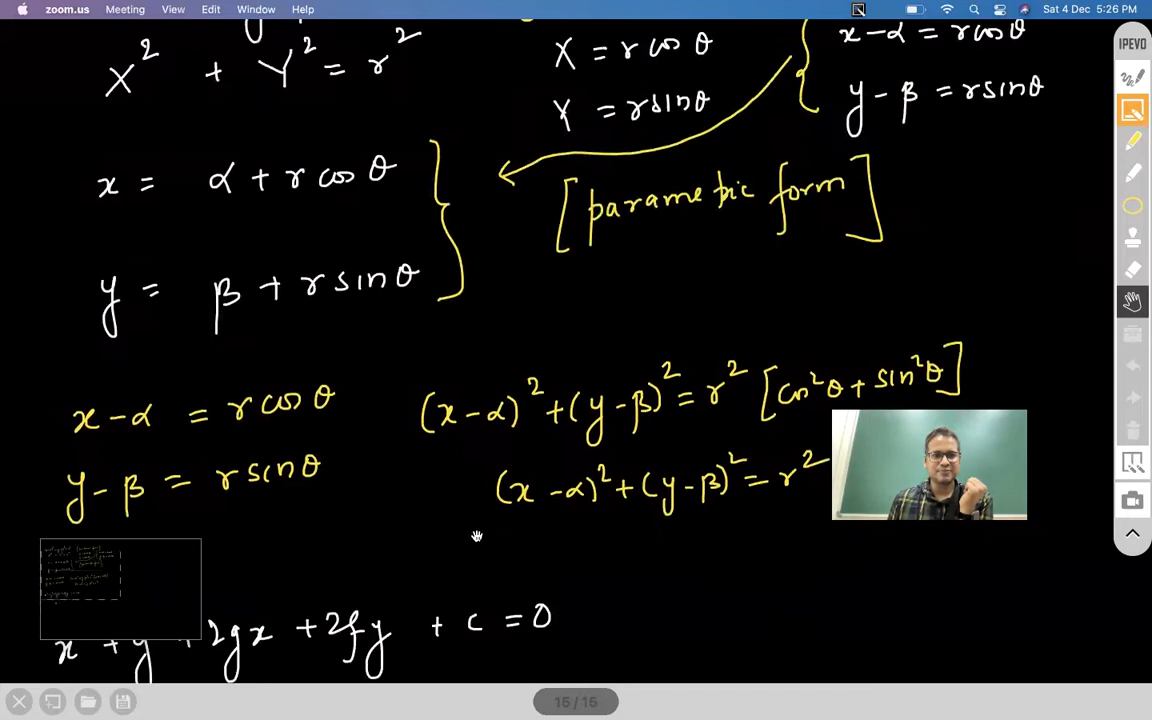 zoom.us Meeting View Edit Window Help Sat 4 Dec 5:26 PM
X² + Y² = r²
X = r cos θ
Y = r sin θ
x - α = r cos θ
y - β = r sin θ
IPEVO
x = α + r cos θ
y = β + r sin θ
[parametric form]
x - α = r cos θ
y - β = r sin θ
(x - α)² + (y - β)² = r² [cos²θ + sin²θ]
(x - α)² + (y - β)² = r²
x + y + 2gx + 2fy + c = 0
15/15